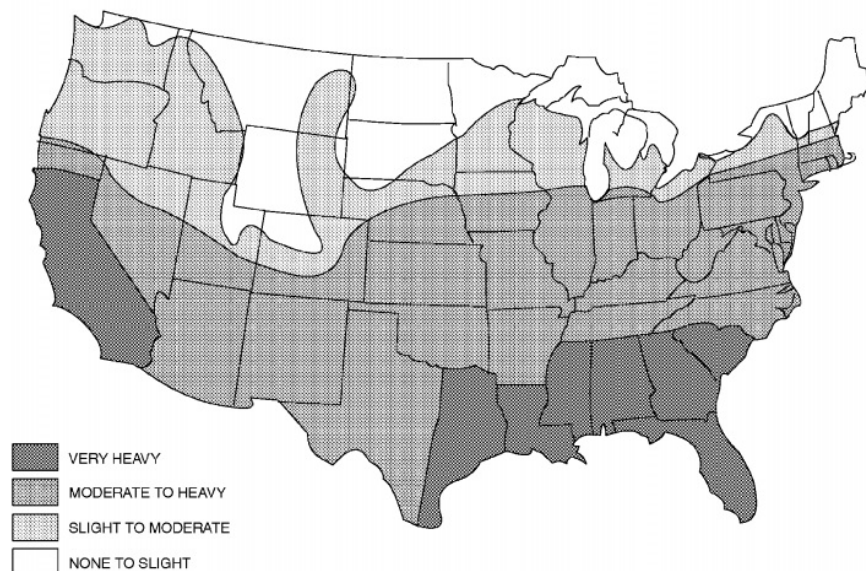 VERY HEAVY
MODERATE TO HEAVY
SLIGHT TO MODERATE
NONE TO SLIGHT